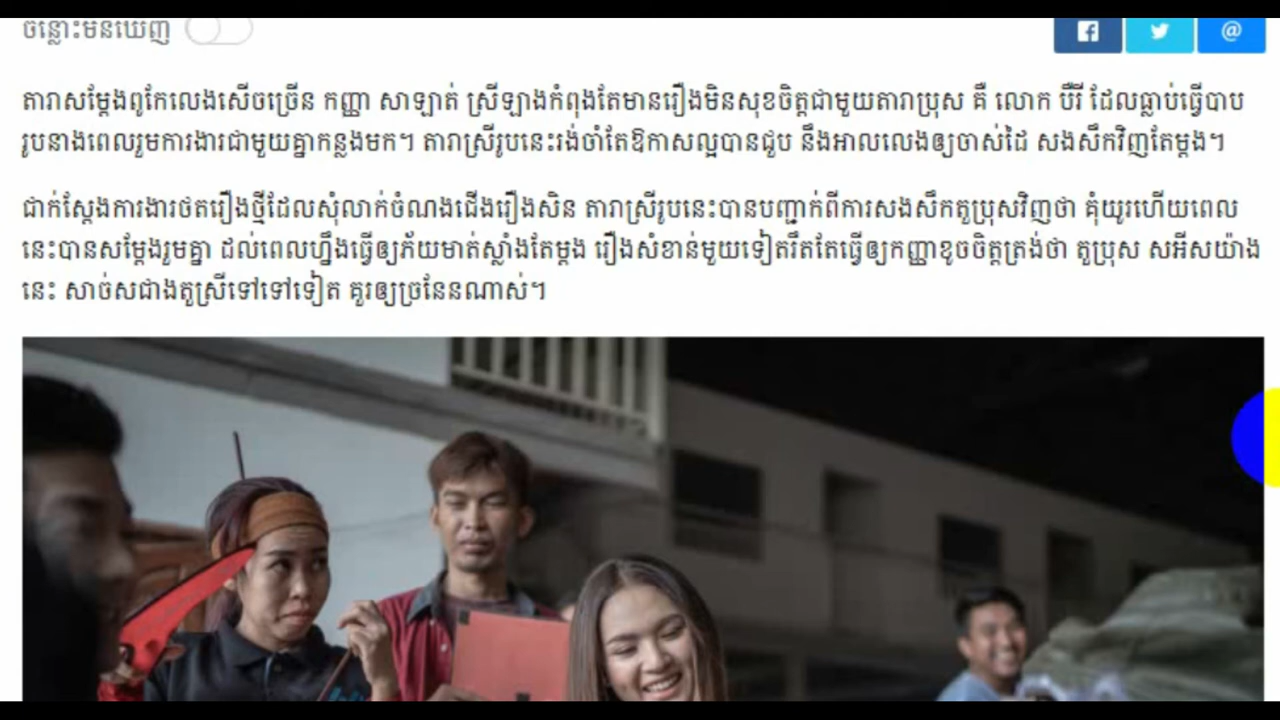 ចន្លោះមិនឃើញ
តារាសម្តែងពូកែលេងសើចច្រើន កញ្ញា សាឡាត់ ស្រីឡាងកំពុងតែមានរឿងមិនសុខចិត្តជាមួយតារាប្រុស គឺ លោក ប៊ីរី ដែលធ្លាប់ធ្វើបាប
រូបនាងពេលរួមការងារជាមួយគ្នាកន្លងមក។ តារាស្រីរូបនេះរង់ចាំតែឱកាសល្អបានជួប នឹងអាលលេងឲ្យចាស់ដៃ សងសឹកវិញតែម្តង។
ជាក់ស្តែងការងារថតរឿងថ្មីដែលសុំលាក់ចំណងជើងរឿងសិន តារាស្រីរូបនេះបានបញ្ជាក់ពីការសងសឹកតួប្រុសវិញថា គុំយូរហើយពេល
នេះបានសម្តែងរួមគ្នា ដល់ពេលហ្នឹងធ្វើឲ្យភ័យមាត់ស្លាំងតែម្តង រឿងសំខាន់មួយទៀតរឹតតែធ្វើឲ្យកញ្ញាខូចចិត្តត្រង់ថា តួប្រុស សអីសយ៉ាង
នេះ សាច់សជាងតួស្រីទៅទៅទៀត គួរឲ្យច្រនែនណាស់។